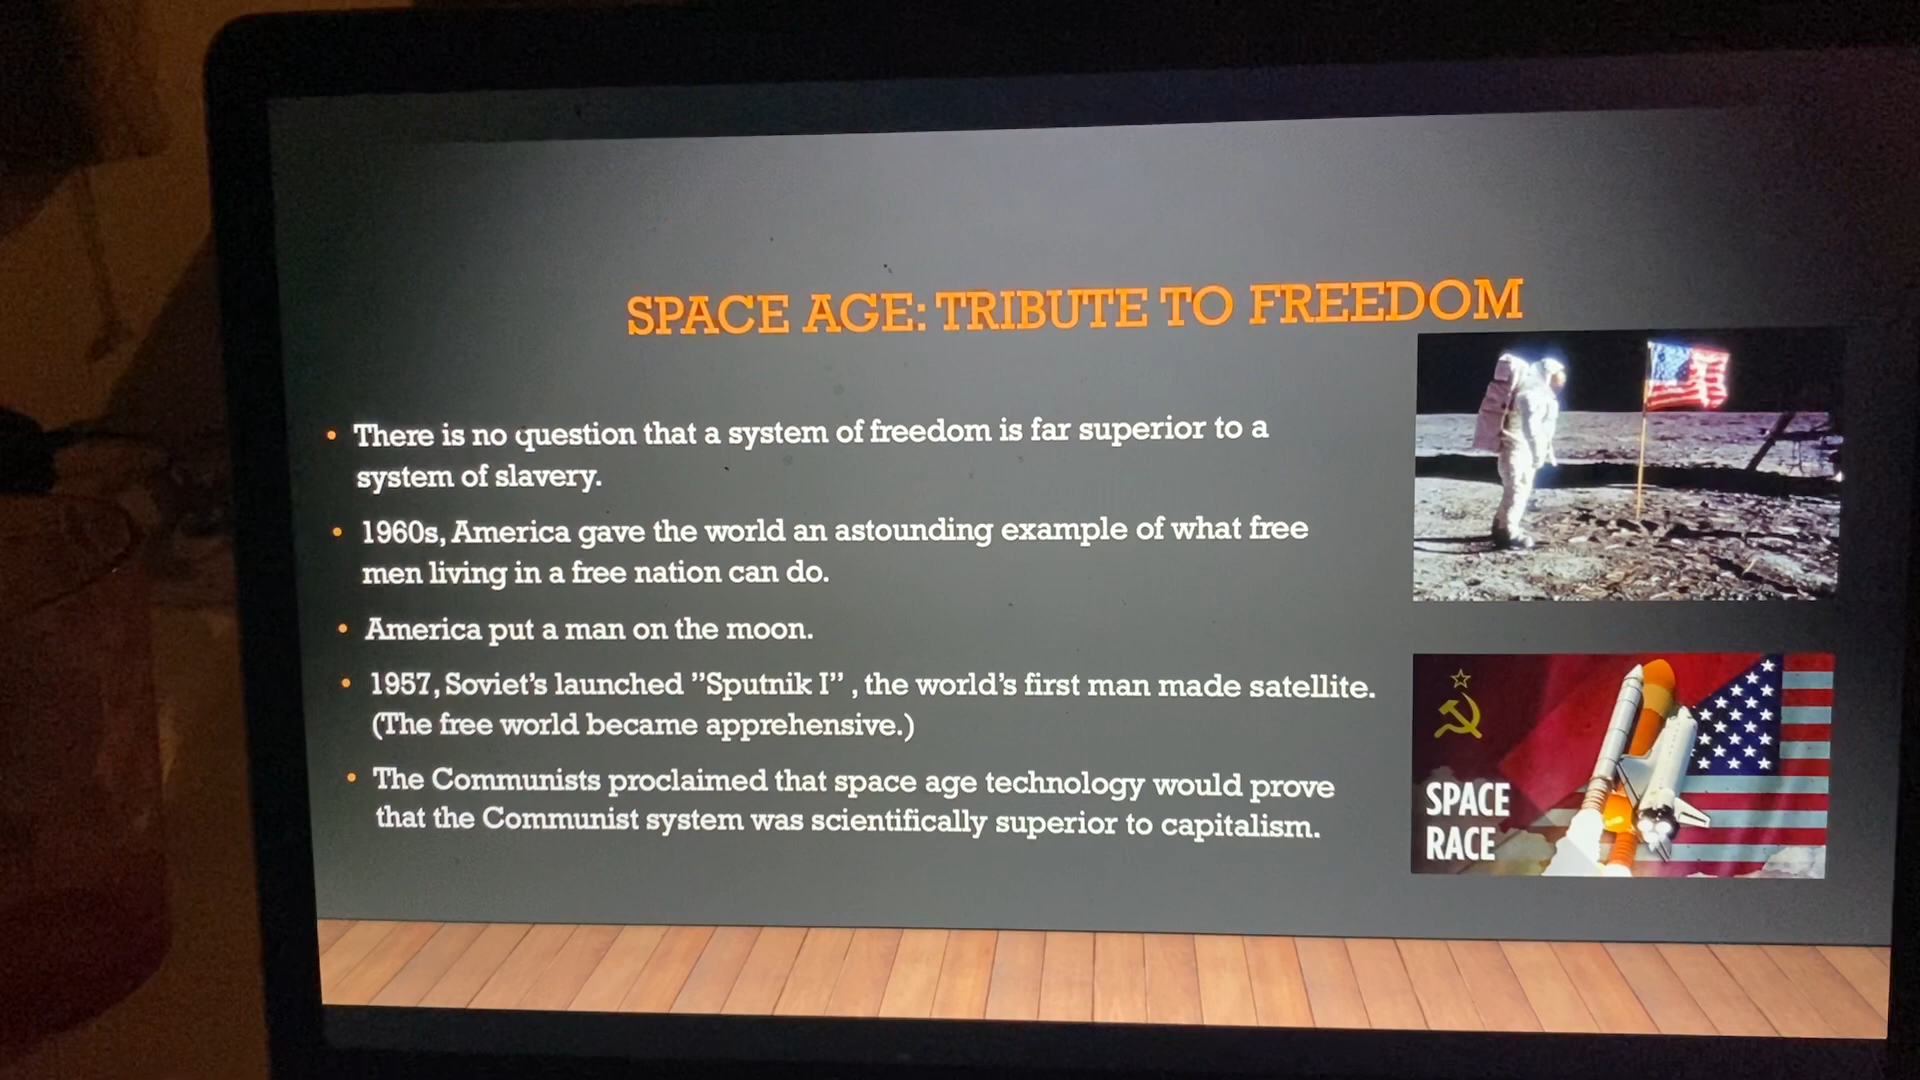 SPACE AGE: TRIBUTE TO FREEDOM
• There is no question that a system of freedom is far superior to a
system of slavery.
• 1960s, America gave the world an astounding example of what free
men living in a free nation can do.
• America put a man on the moon.
• 1957, Soviet's launched ”Sputnik I” , the world's first man made satellite.
(The free world became apprehensive.)
• The Communists proclaimed that space age technology would prove
that the Communist system was scientifically superior to capitalism.
SPACE
RACE